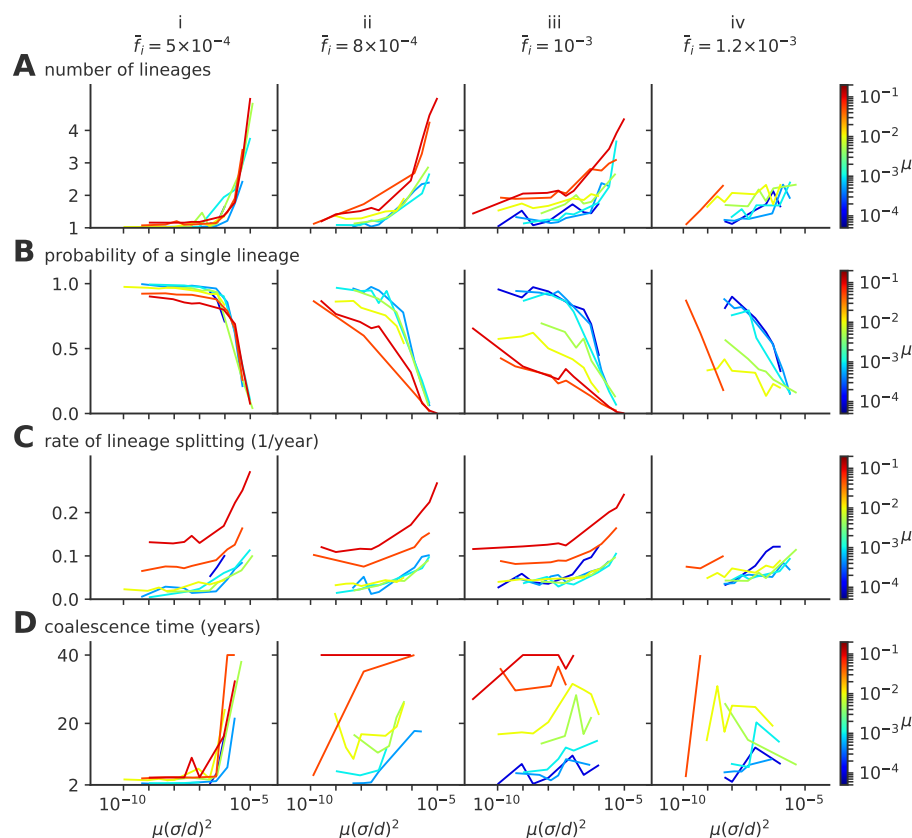 i ii iii iv
f̄ᵢ = 5×10⁻⁴ f̄ᵢ = 8×10⁻⁴ f̄ᵢ = 10⁻³ f̄ᵢ = 1.2×10⁻³
A number of lineages
4
3
2
1
10⁻¹
10⁻²
10⁻³
10⁻⁴
μ
B probability of a single lineage
1.0
0.5
0.0
10⁻¹
10⁻²
10⁻³
10⁻⁴
μ
C rate of lineage splitting (1/year)
0.2
0.1
0.0
10⁻¹
10⁻²
10⁻³
10⁻⁴
μ
D coalescence time (years)
40
20
2
10⁻¹
10⁻²
10⁻³
10⁻⁴
μ
10⁻¹⁰ 10⁻⁵ 10⁻¹⁰ 10⁻⁵ 10⁻¹⁰ 10⁻⁵ 10⁻¹⁰ 10⁻⁵
μ(σ/d)² μ(σ/d)² μ(σ/d)² μ(σ/d)²